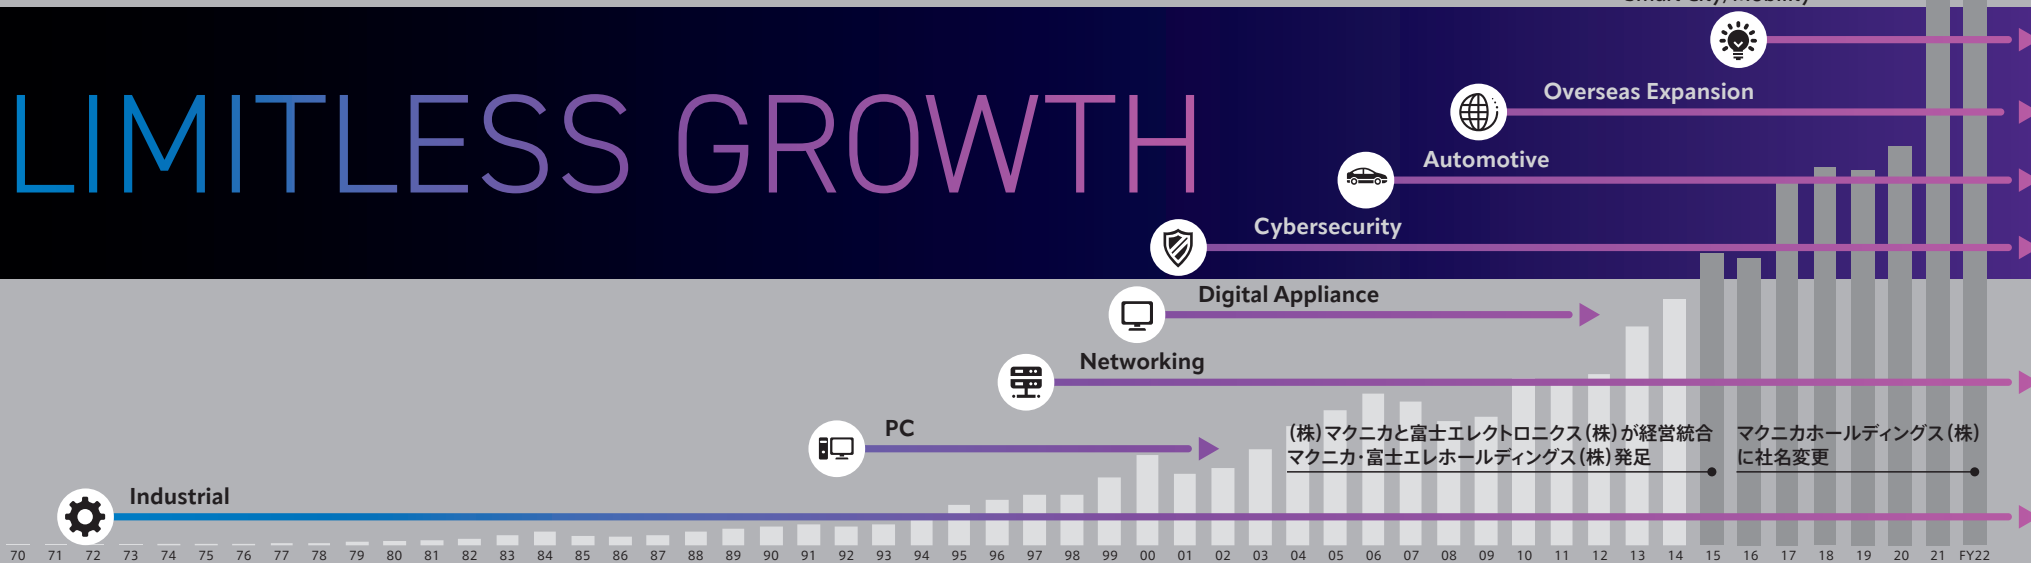 Smart City/Mobility
LIMITLESS GROWTH
Overseas Expansion
Automotive
Cybersecurity
Digital Appliance
Networking
PC
(株)マクニカと富士エレクトロニクス(株)が経営統合
マクニカ・富士エレホールディングス(株)発足
マクニカホールディングス(株)
に社名変更
Industrial
70 71 72 73 74 75 76 77 78 79 80 81 82 83 84 85 86 87 88 89 90 91 92 93 94 95 96 97 98 99 00 01 02 03 04 05 06 07 08 09 10 11 12 13 14 15 16 17 18 19 20 21 FY22